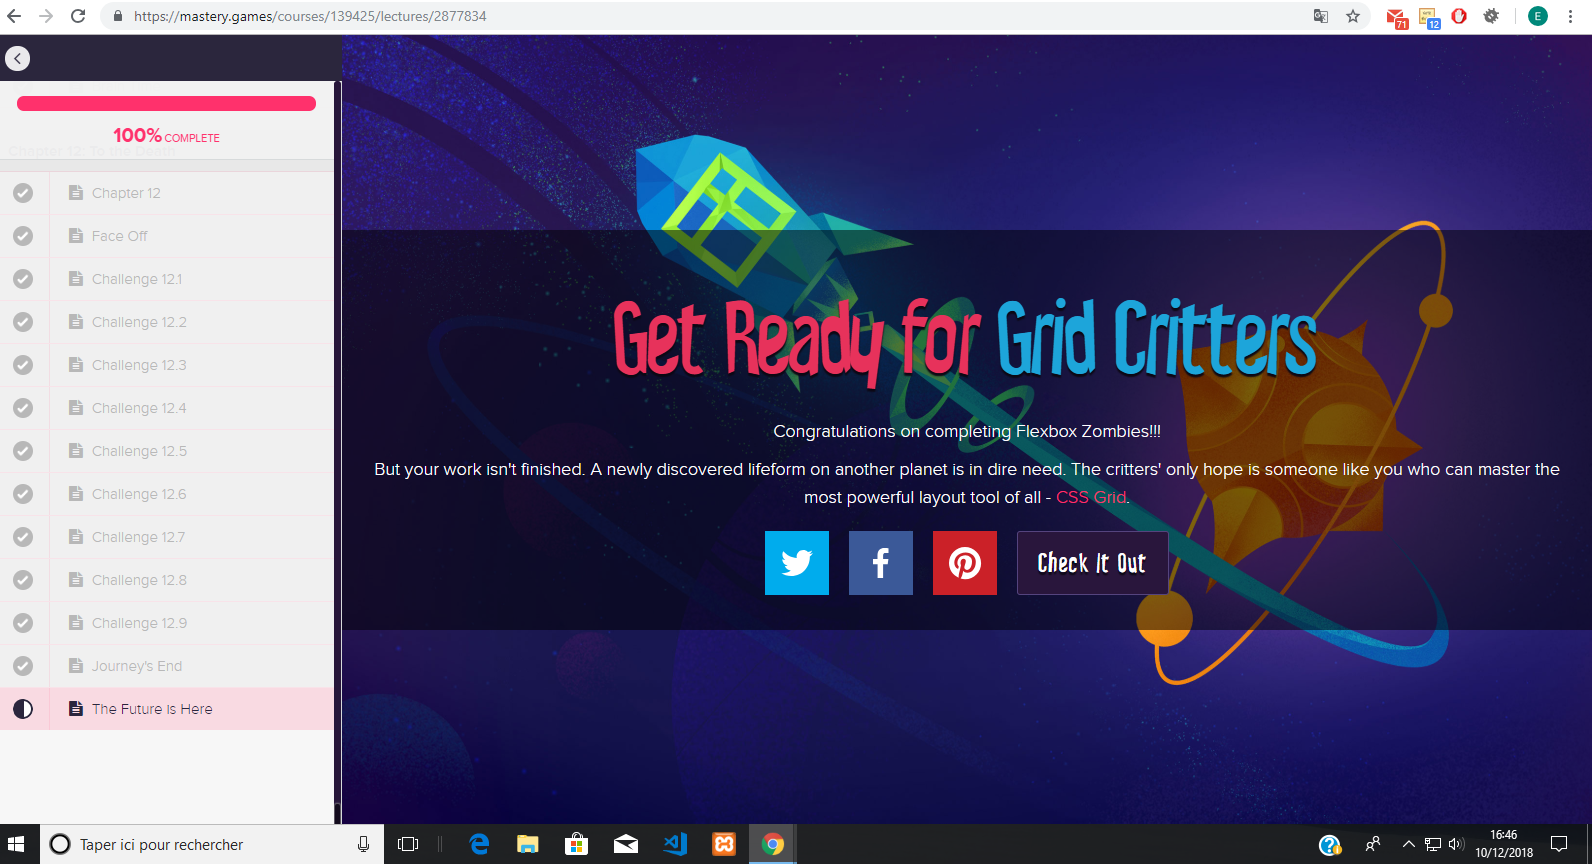 https://mastery.games/courses/139425/lectures/2877834
71
12
E
100% COMPLETE
Chapter 12: To the Death
Chapter 12
Face Off
Challenge 12.1
Challenge 12.2
Challenge 12.3
Challenge 12.4
Challenge 12.5
Challenge 12.6
Challenge 12.7
Challenge 12.8
Challenge 12.9
Journey's End
The Future is Here
Get Ready for Grid Critters
Congratulations on completing Flexbox Zombies!!!
But your work isn't finished. A newly discovered lifeform on another planet is in dire need. The critters' only hope is someone like you who can master the
most powerful layout tool of all - CSS Grid.
Check It Out
Taper ici pour rechercher
16:46
10/12/2018